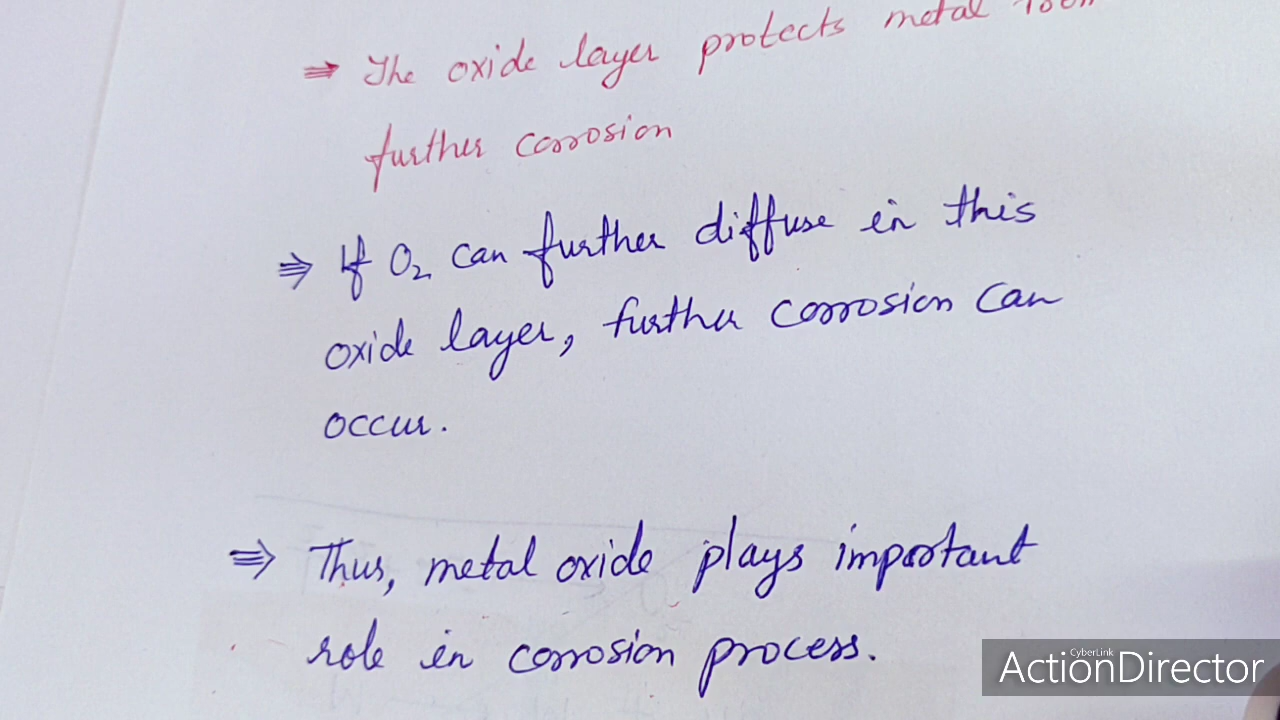 ⇒ The oxide layer protects metal from
further corrosion
⇒ If O₂ can further diffuse in this
oxide layer, further corrosion can
occur.
⇒ Thus, metal oxide plays important
role in corrosion process.
CyberLink
ActionDirector